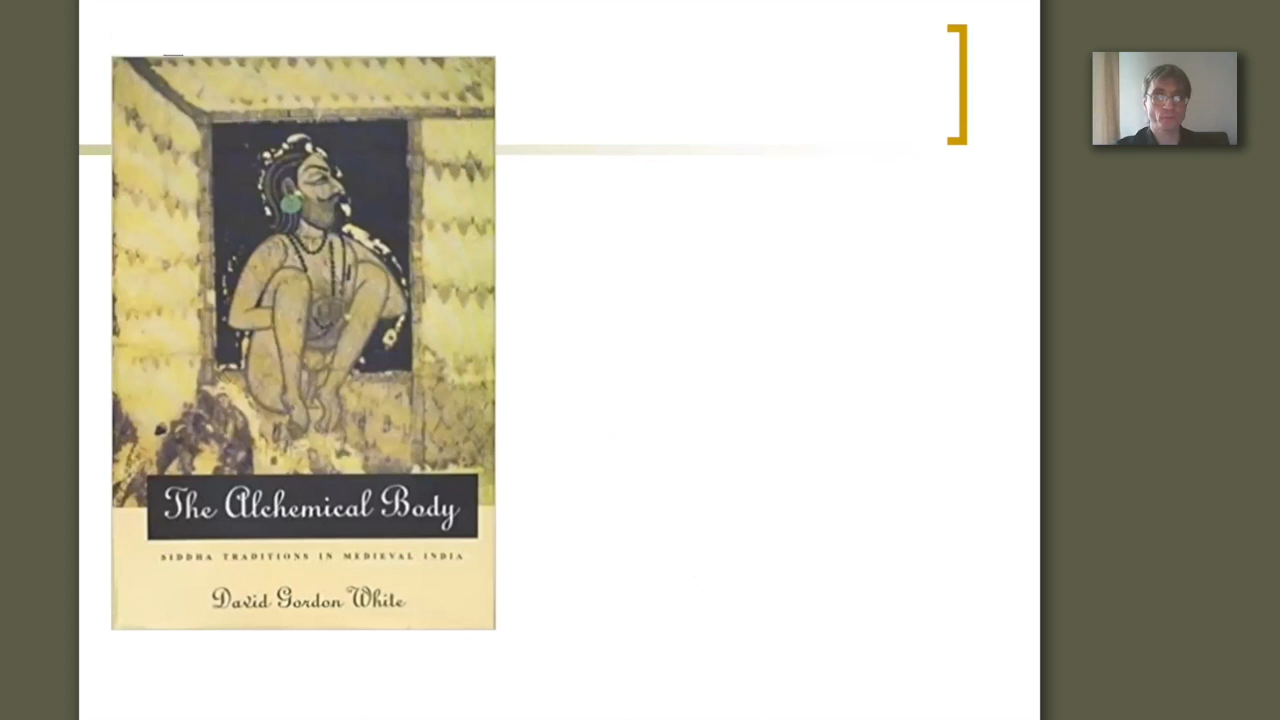 The Alchemical Body
SIDDHA TRADITIONS IN MEDIEVAL INDIA
David Gordon White